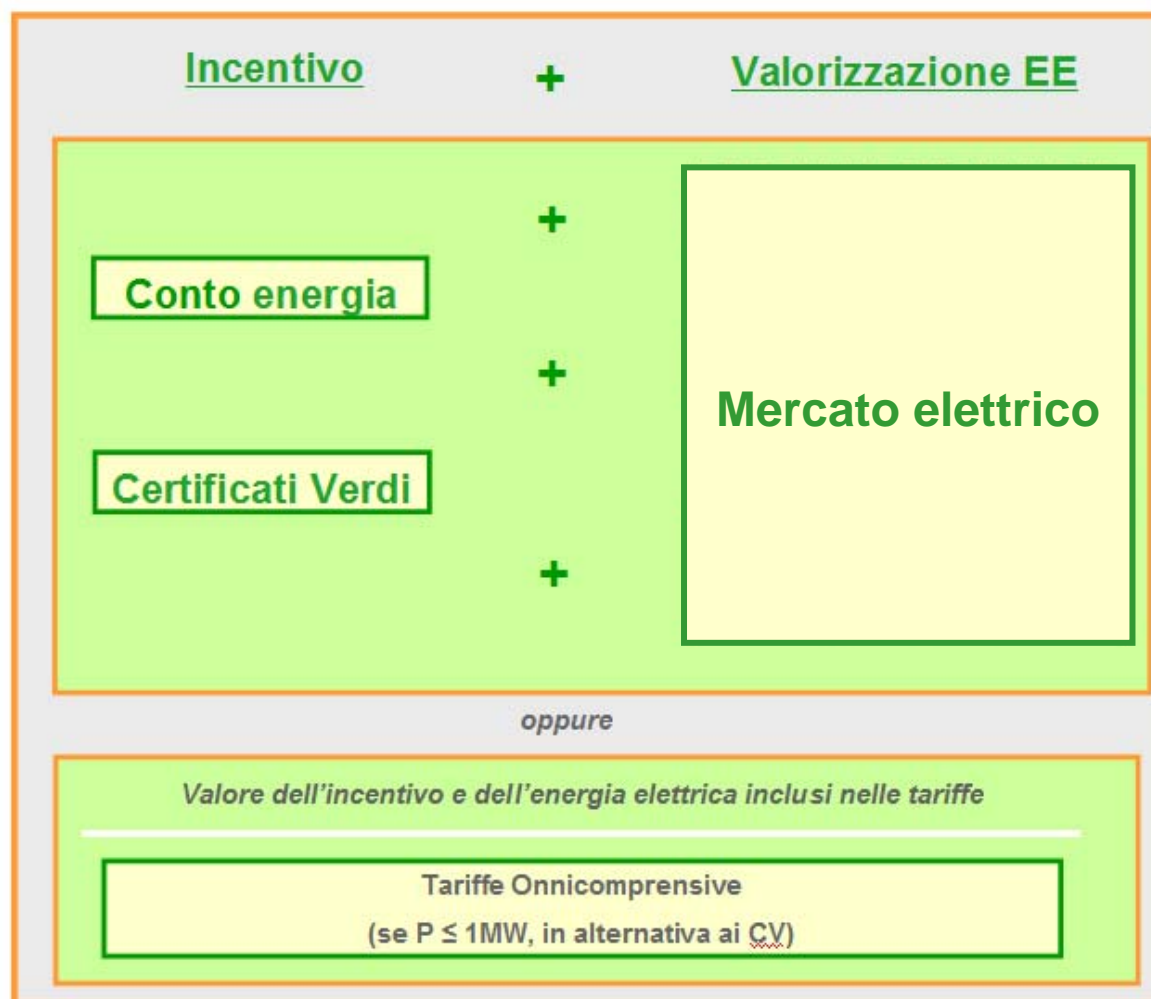 Incentivo + Valorizzazione EE
+
Conto energia
+
Mercato elettrico
Certificati Verdi
+
oppure
Valore dell'incentivo e dell'energia elettrica inclusi nelle tariffe
Tariffe Onnicomprensive
(se P ≤ 1MW, in alternativa ai CV)